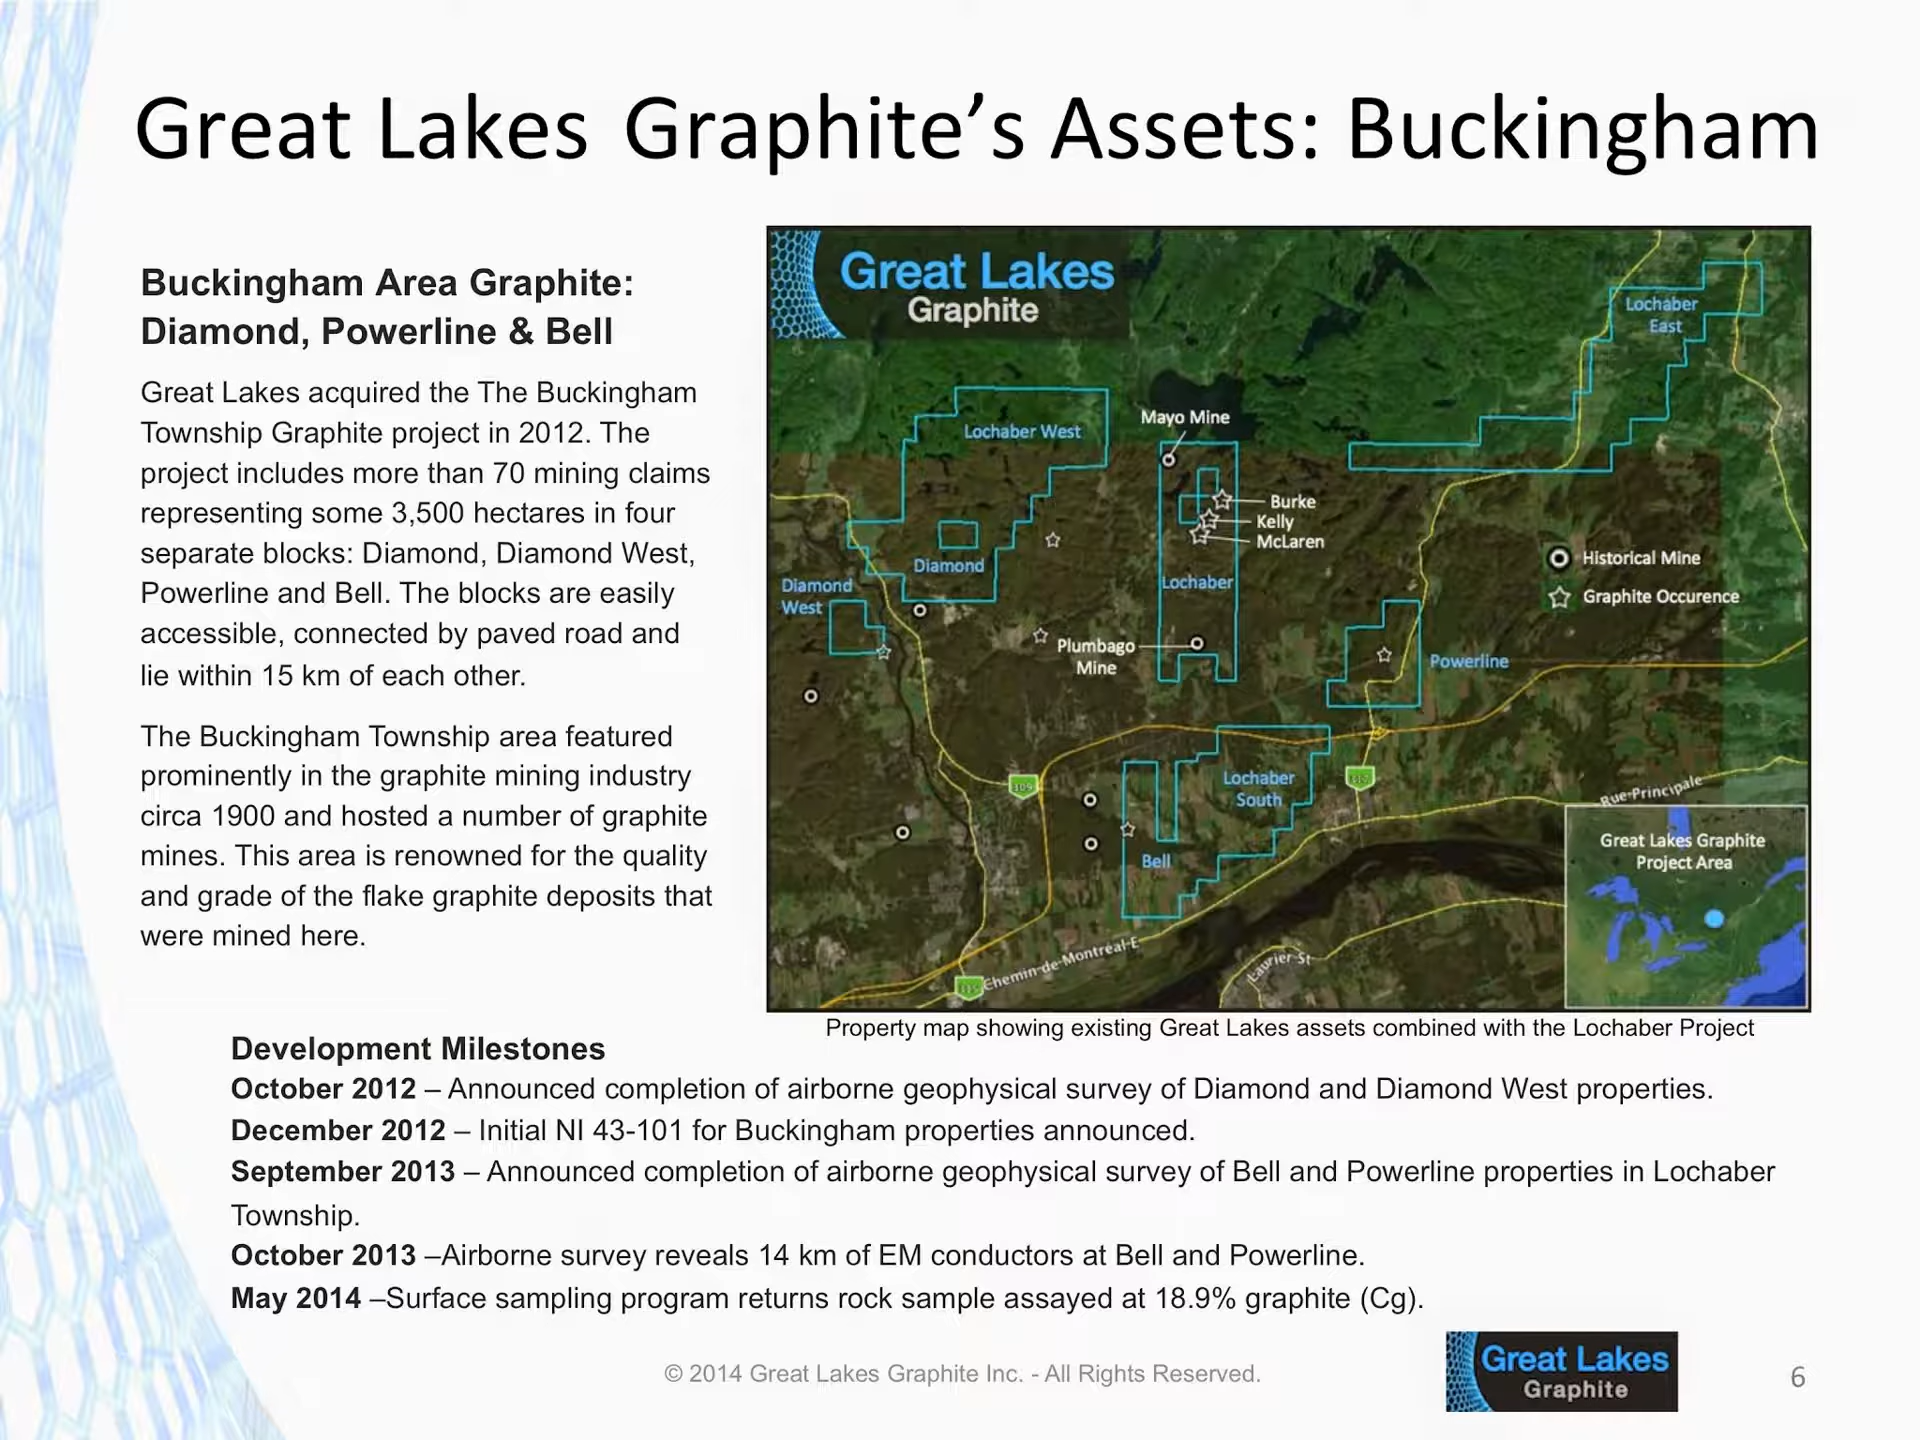 Great Lakes Graphite's Assets: Buckingham
Buckingham Area Graphite:
Diamond, Powerline & Bell
Great Lakes acquired the The Buckingham
Township Graphite project in 2012. The
project includes more than 70 mining claims
representing some 3,500 hectares in four
separate blocks: Diamond, Diamond West,
Powerline and Bell. The blocks are easily
accessible, connected by paved road and
lie within 15 km of each other.
The Buckingham Township area featured
prominently in the graphite mining industry
circa 1900 and hosted a number of graphite
mines. This area is renowned for the quality
and grade of the flake graphite deposits that
were mined here.
Great Lakes
Graphite
Lochaber
East
Mayo Mine
Lochaber West
Burke
Kelly
McLaren
Historical Mine
Diamond
Diamond
West
Lochaber
Graphite Occurence
Plumbago
Mine
Powerline
Lochaber
South
309
317
Rue-Principale
Bell
Great Lakes Graphite
Project Area
Chemin-de-Montréal-E
Laurier-St
315
Property map showing existing Great Lakes assets combined with the Lochaber Project
Development Milestones
October 2012 – Announced completion of airborne geophysical survey of Diamond and Diamond West properties.
December 2012 – Initial NI 43-101 for Buckingham properties announced.
September 2013 – Announced completion of airborne geophysical survey of Bell and Powerline properties in Lochaber
Township.
October 2013 –Airborne survey reveals 14 km of EM conductors at Bell and Powerline.
May 2014 –Surface sampling program returns rock sample assayed at 18.9% graphite (Cg).
© 2014 Great Lakes Graphite Inc. - All Rights Reserved.
Great Lakes
Graphite
6